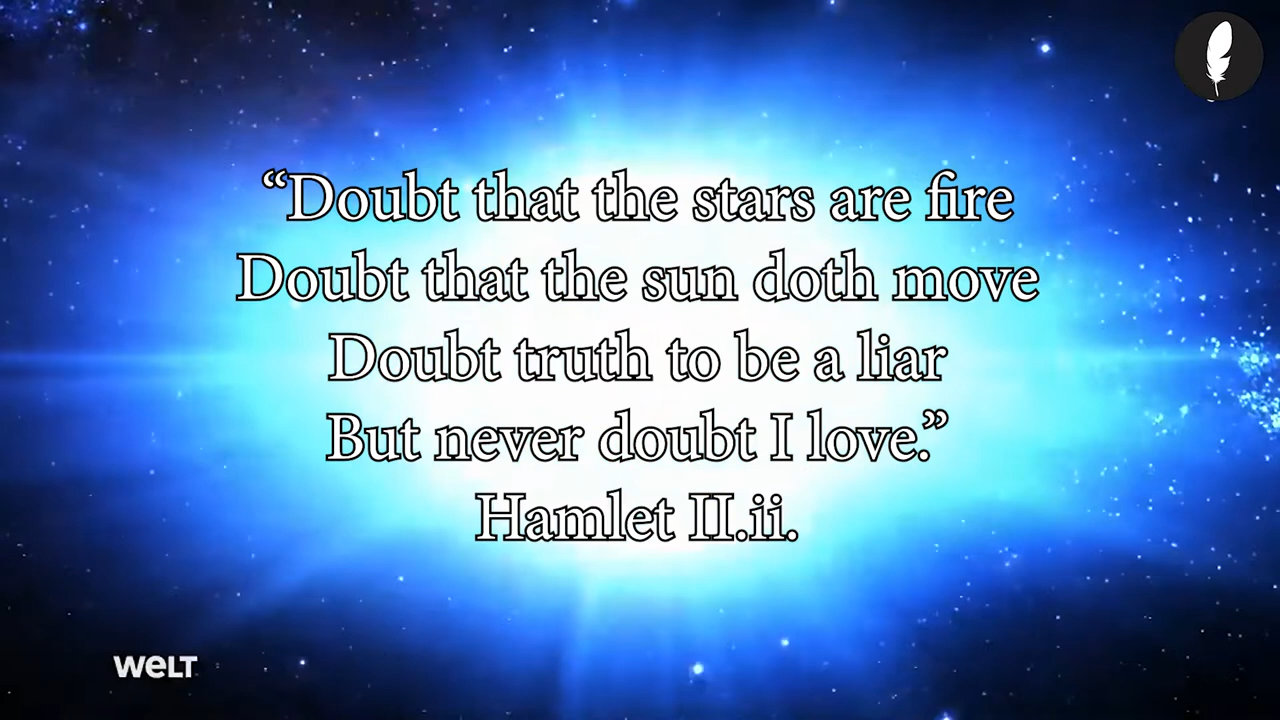 “Doubt that the stars are fire
Doubt that the sun doth move
Doubt truth to be a liar
But never doubt I love.”
Hamlet II.ii.
WELT